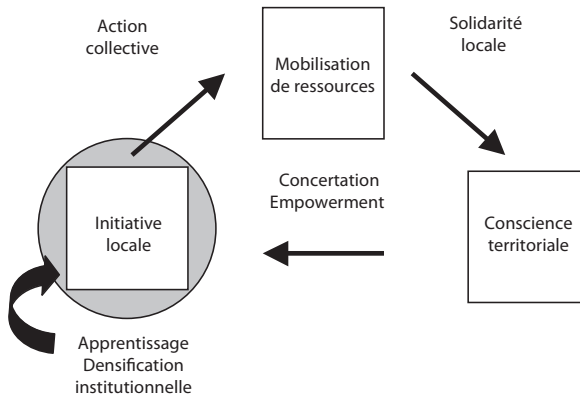 Action
collective
Mobilisation
de ressources
Solidarité
locale
Initiative
locale
Concertation
Empowerment
Conscience
territoriale
Apprentissage
Densification
institutionnelle